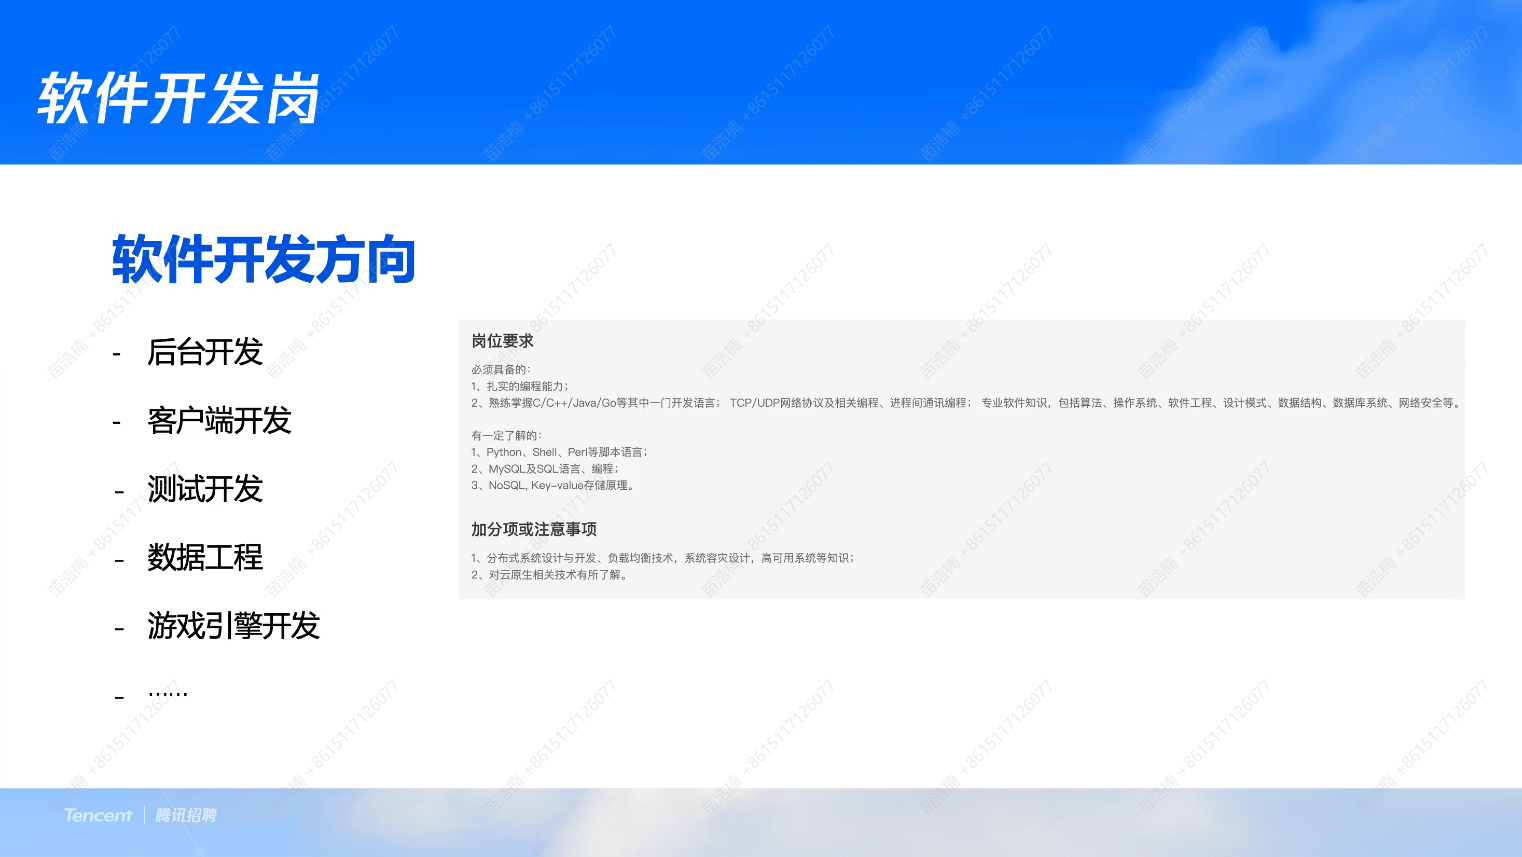 软件开发岗
软件开发方向
- 后台开发
- 客户端开发
- 测试开发
- 数据工程
- 游戏引擎开发
- ......
岗位要求
必须具备的：
1、扎实的编程能力；
2、熟练掌握C/C++/Java/Go等其中一门开发语言； TCP/UDP网络协议及相关编程、进程间通讯编程； 专业软件知识，包括算法、操作系统、软件工程、设计模式、数据结构、数据库系统、网络安全等。
有一定了解的：
1、Python、Shell、Perl等脚本语言；
2、MySQL及SQL语言、编程；
3、NoSQL, Key-value存储原理。
加分项或注意事项
1、分布式系统设计与开发、负载均衡技术，系统容灾设计，高可用系统等知识；
2、对云原生相关技术有所了解。
Tencent | 腾讯招聘
苗浩楠 +8615117126077